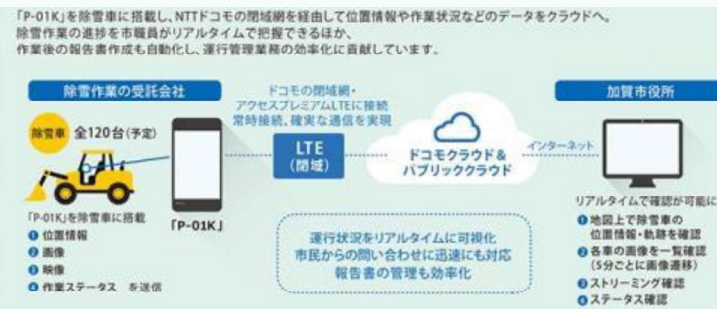 「P-01K」を除雪車に搭載し、NTTドコモの閉域網を経由して位置情報や作業状況などのデータをクラウドへ。
除雪作業の進捗を市職員がリアルタイムで把握できるほか、
作業後の報告書作成も自動化し、運行管理業務の効率化に貢献しています。
除雪作業の受託会社
除雪車 全120台(予定)
「P-01K」を除雪車に搭載
❶ 位置情報
❷ 画像
❸ 映像
❹ 作業ステータス を送信
「P-01K」
ドコモの閉域網・
アクセスプレミアムLTEに接続
常時接続、確実な通信を実現
LTE
(閉域)
ドコモクラウド&
パブリッククラウド
インターネット
運行状況をリアルタイムに可視化
市民からの問い合わせに迅速にも対応
報告書の管理も効率化
加賀市役所
リアルタイムで確認が可能に
❶地図上で除雪車の
位置情報・軌跡を確認
❷各車の画像を一覧確認
(5分ごとに画像遷移)
❸ストリーミング確認
❹ステータス確認